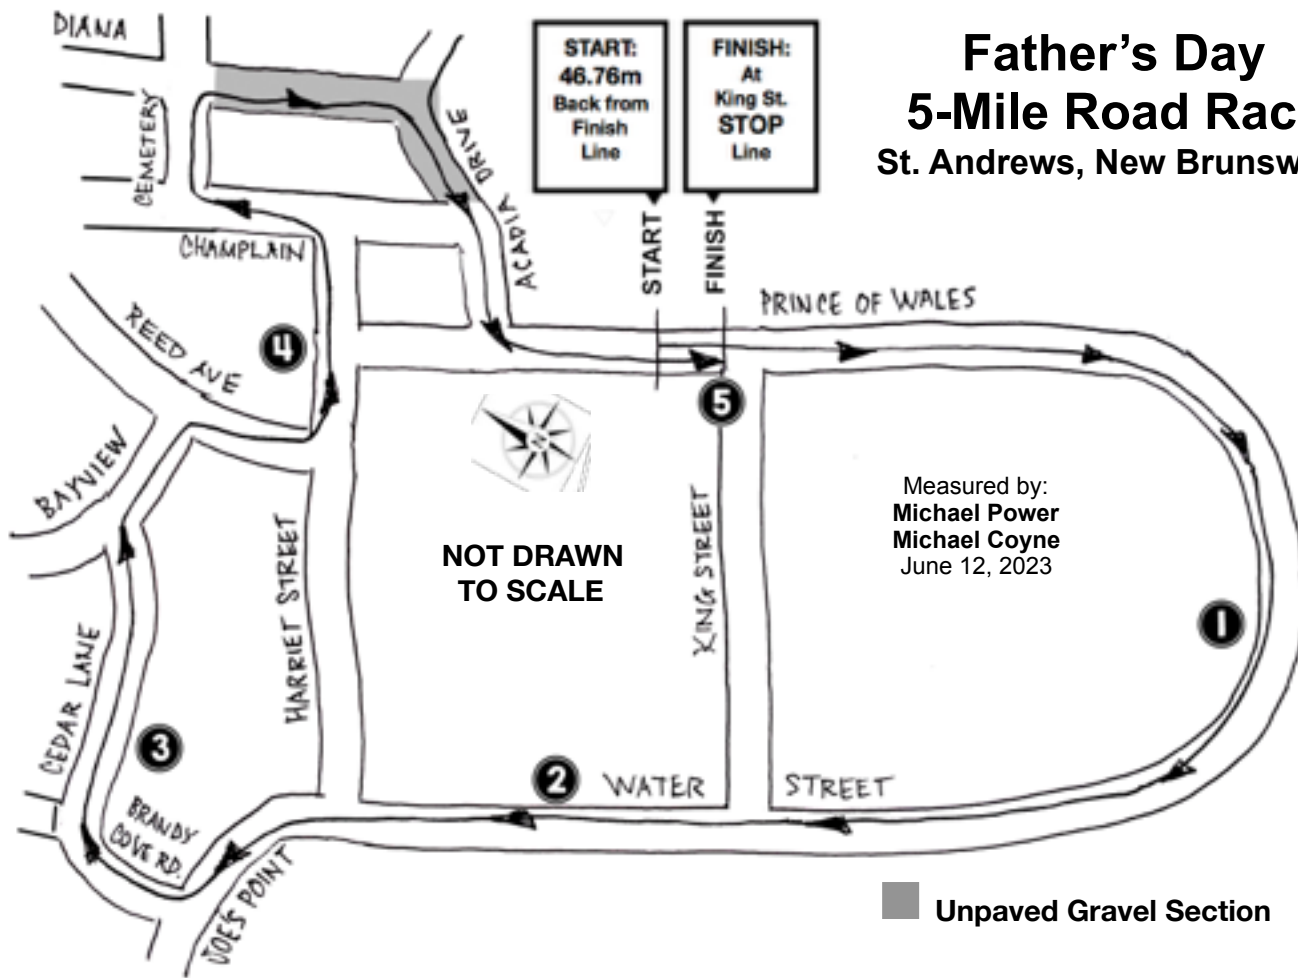 DIANA
START:
46.76m
Back from
Finish
Line
FINISH:
At
King St.
STOP
Line
Father's Day
5-Mile Road Rac
St. Andrews, New Brunsw
CEMETERY
ACADIA DRIVE
START
FINISH
CHAMPLAIN
PRINCE OF WALES
REED AVE
4
5
N
BAYVIEW
HARRIET STREET
NOT DRAWN
TO SCALE
KING STREET
Measured by:
Michael Power
Michael Coyne
June 12, 2023
1
CEDAR LANE
3
2
WATER STREET
BRANDY
COVE RD.
JOE'S POINT
Unpaved Gravel Section